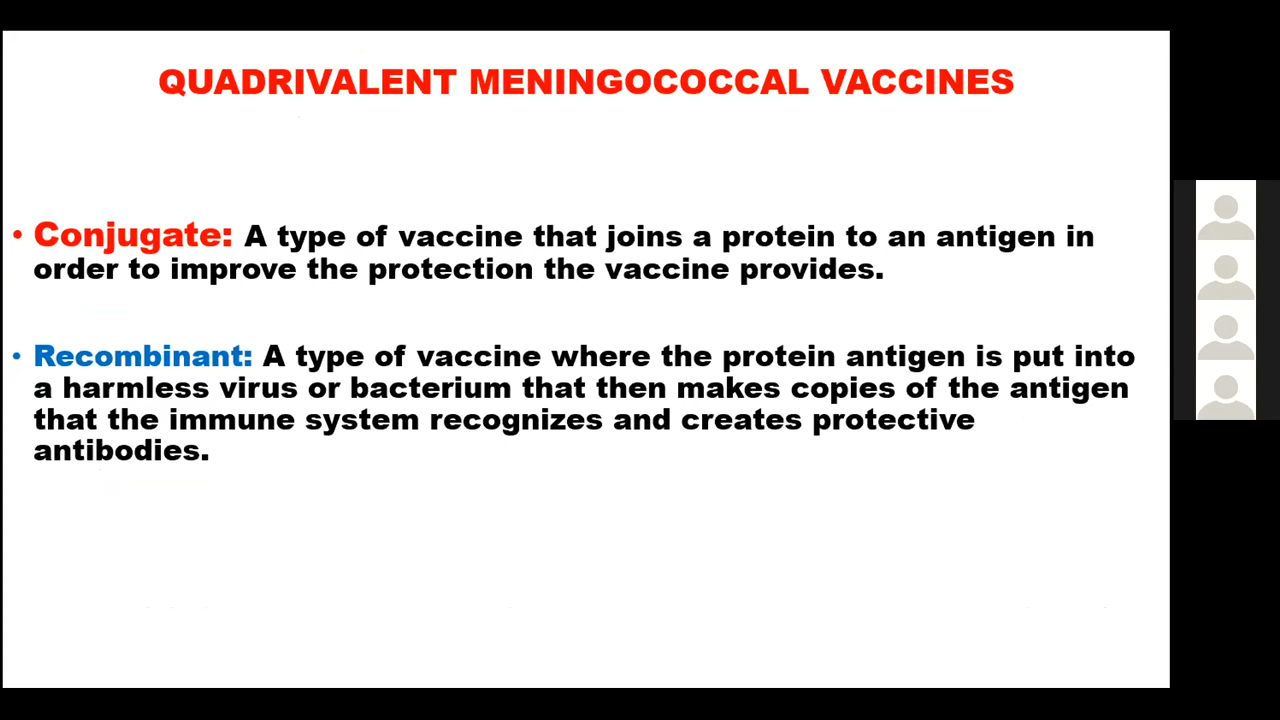 QUADRIVALENT MENINGOCOCCAL VACCINES
• Conjugate: A type of vaccine that joins a protein to an antigen in
order to improve the protection the vaccine provides.
• Recombinant: A type of vaccine where the protein antigen is put into
a harmless virus or bacterium that then makes copies of the antigen
that the immune system recognizes and creates protective
antibodies.